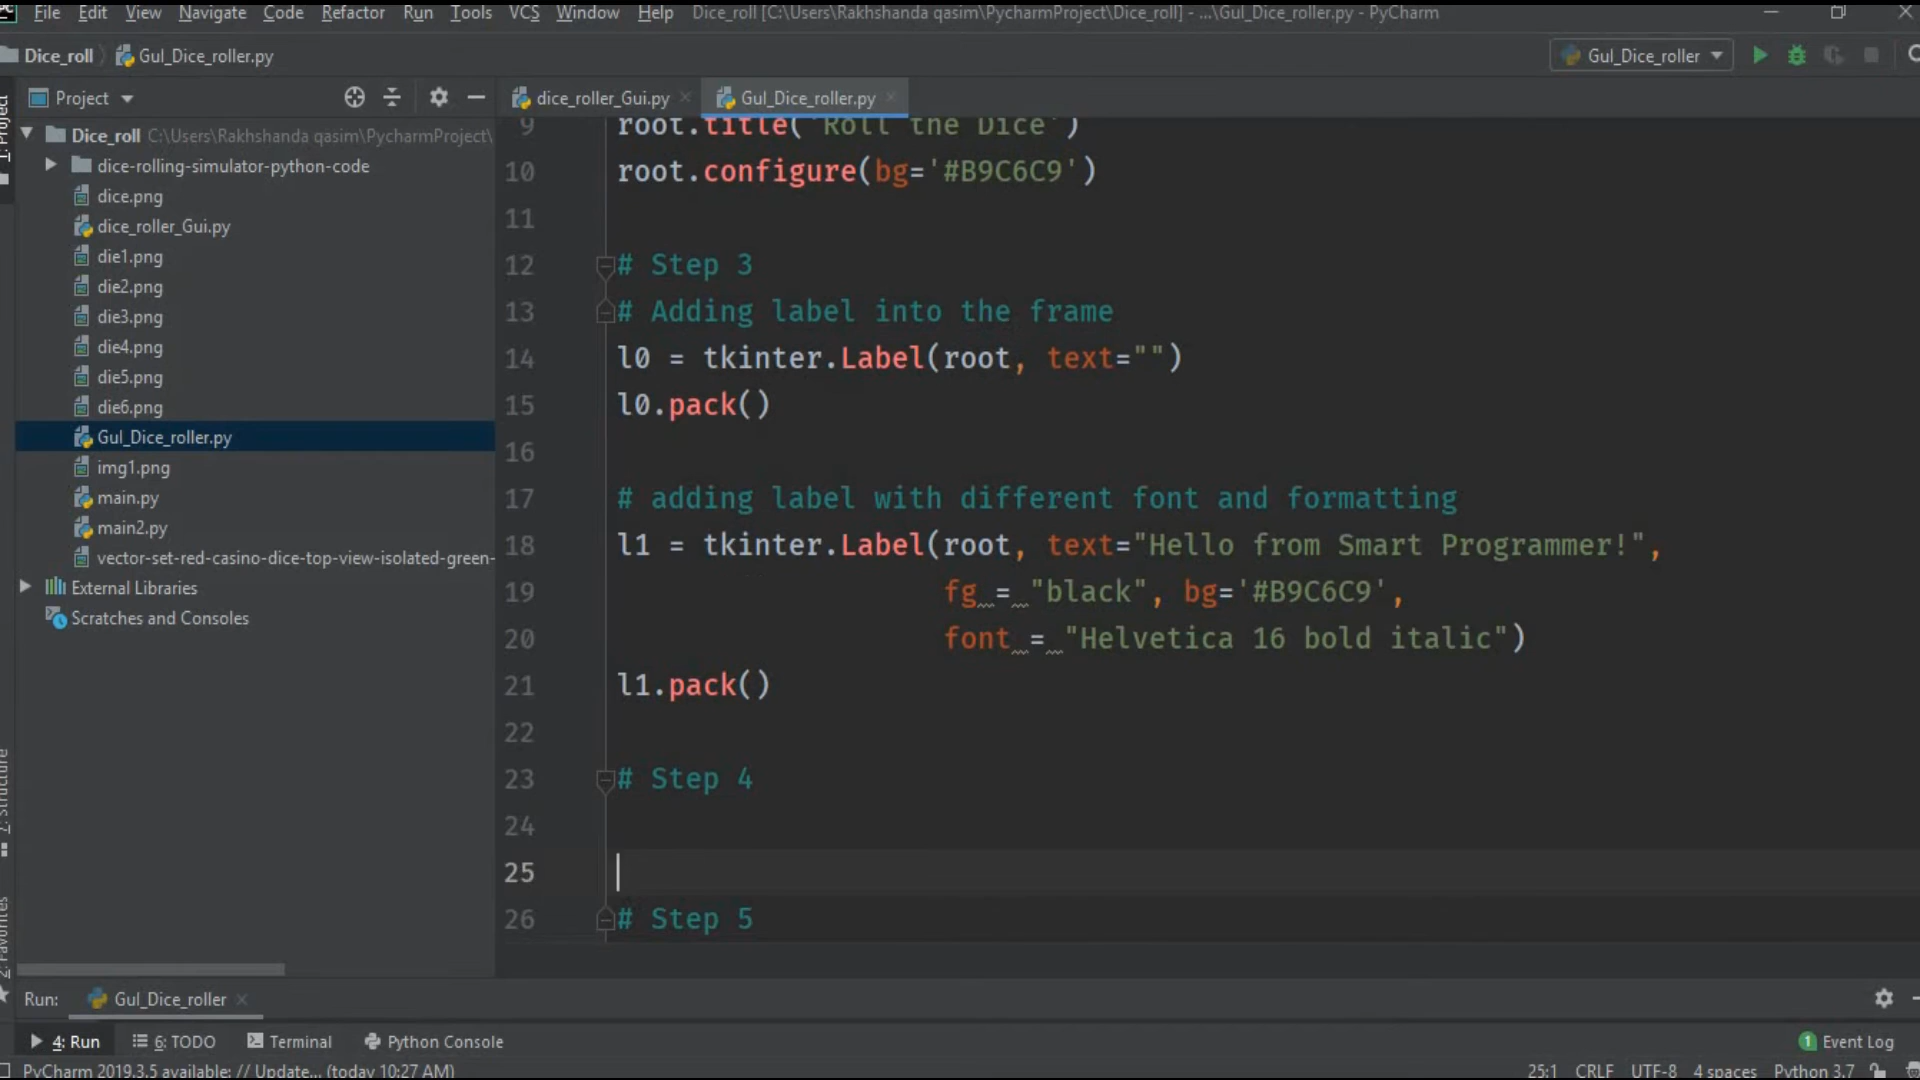 File Edit View Navigate Code Refactor Run Tools VCS Window Help Dice_roll [C:\Users\Rakhshanda qasim\PycharmProject\Dice_roll] - ...\Gul_Dice_roller.py - PyCharm
Dice_roll Gul_Dice_roller.py Gul_Dice_roller
Project dice_roller_Gui.py Gul_Dice_roller.py
1: Project
Dice_roll C:\Users\Rakhshanda qasim\PycharmProject\
dice-rolling-simulator-python-code
dice.png
dice_roller_Gui.py
die1.png
die2.png
die3.png
die4.png
die5.png
die6.png
Gul_Dice_roller.py
img1.png
main.py
main2.py
vector-set-red-casino-dice-top-view-isolated-green-
External Libraries
Scratches and Consoles
9 root.title('Roll the Dice')
10 root.configure(bg='#B9C6C9')
11
12 # Step 3
13 # Adding label into the frame
14 l0 = tkinter.Label(root, text="")
15 l0.pack()
16
17 # adding label with different font and formatting
18 l1 = tkinter.Label(root, text="Hello from Smart Programmer!",
19 fg = "black", bg='#B9C6C9',
20 font = "Helvetica 16 bold italic")
21 l1.pack()
22
23 # Step 4
24
25
26 # Step 5
7: Structure
2: Favorites
Run: Gul_Dice_roller
4: Run 6: TODO Terminal Python Console 1 Event Log
PyCharm 2019.3.5 available: // Update... (today 10:27 AM) 25:1 CRLF UTF-8 4 spaces Python 3.7